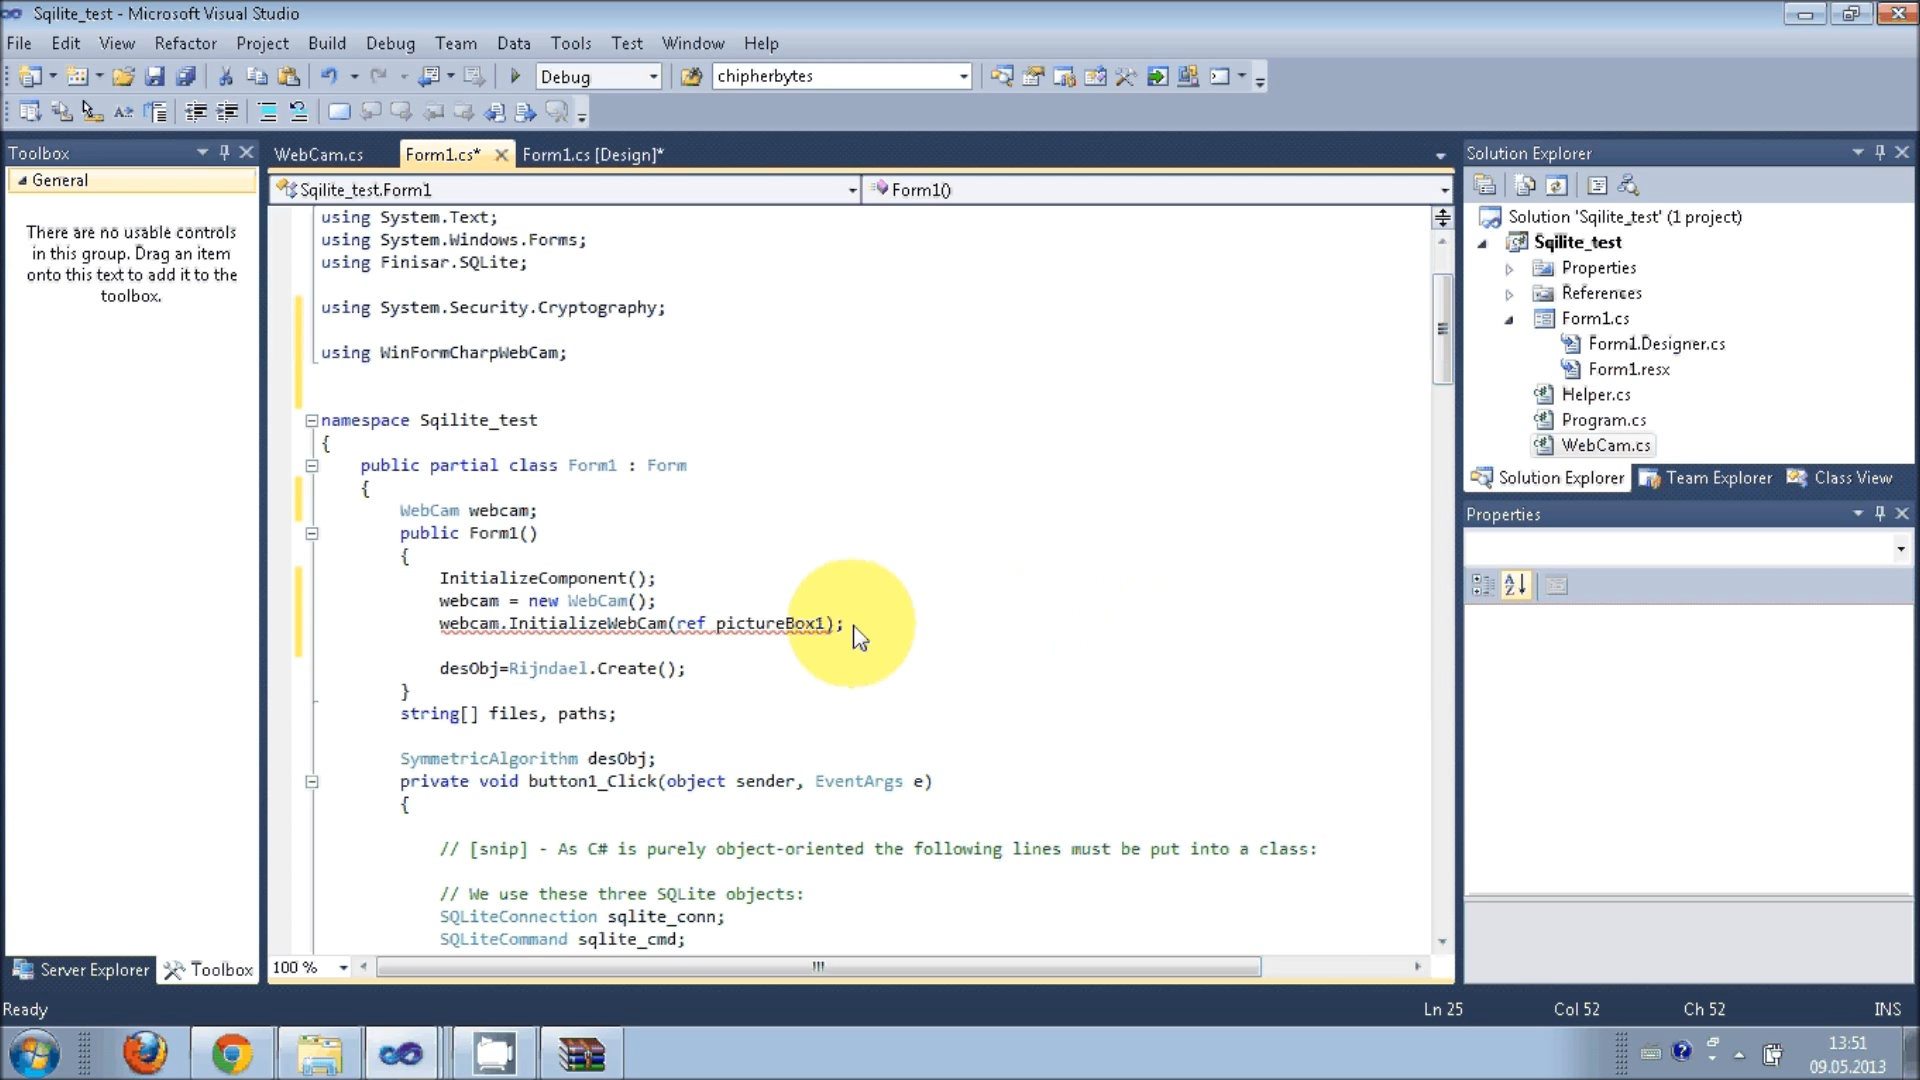 Sqilite_test - Microsoft Visual Studio
File Edit View Refactor Project Build Debug Team Data Tools Test Window Help
Debug chipherbytes
Toolbox
General
There are no usable controls
in this group. Drag an item
onto this text to add it to the
toolbox.
Server Explorer Toolbox
WebCam.cs Form1.cs* Form1.cs [Design]*
Sqilite_test.Form1 Form1()
using System.Text;
using System.Windows.Forms;
using Finisar.SQLite;
using System.Security.Cryptography;
using WinFormCharpWebCam;
namespace Sqilite_test
{
public partial class Form1 : Form
{
WebCam webcam;
public Form1()
{
InitializeComponent();
webcam = new WebCam();
webcam.InitializeWebCam(ref pictureBox1);
desObj=Rijndael.Create();
}
string[] files, paths;
SymmetricAlgorithm desObj;
private void button1_Click(object sender, EventArgs e)
{
// [snip] - As C# is purely object-oriented the following lines must be put into a class:
// We use these three SQLite objects:
SQLiteConnection sqlite_conn;
SQLiteCommand sqlite_cmd;
100 %
Solution Explorer
Solution 'Sqilite_test' (1 project)
Sqilite_test
Properties
References
Form1.cs
Form1.Designer.cs
Form1.resx
Helper.cs
Program.cs
WebCam.cs
Solution Explorer Team Explorer Class View
Properties
Ready Ln 25 Col 52 Ch 52 INS
13:51
09.05.2013